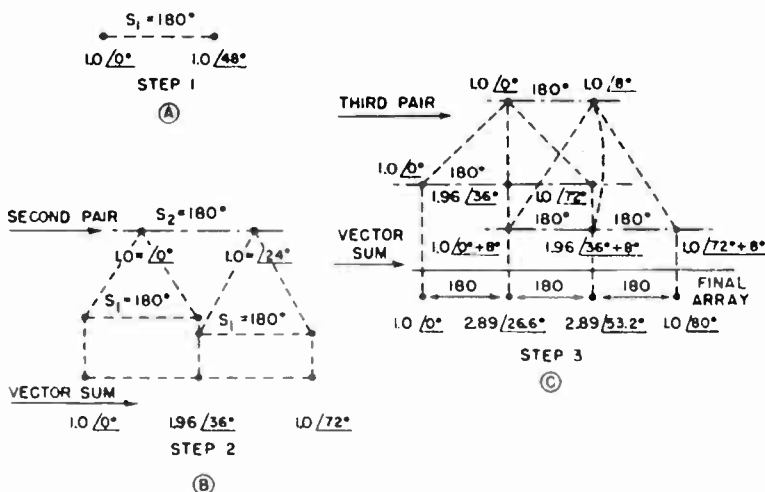 S₁=180°
1.0 /0° 1.0 /48°
STEP 1
A
SECOND PAIR
S₂=180°
1.0=/0° 1.0=/24°
S₁=180°
S₁=180°
VECTOR SUM
1.0 /0° 1.96 /36° 1.0 /72°
STEP 2
B
1.0 /0° 1.0 /8°
180°
THIRD PAIR
1.0 /0°
180°
1.96 /36° 1.0 /72°
180° 180°
VECTOR SUM
1.0 /0°+8° 1.96 /36°+8° 1.0 /72°+8°
180 180 180
FINAL ARRAY
1.0 /0° 2.89 /26.6° 2.89 /53.2° 1.0 /80°
STEP 3
C